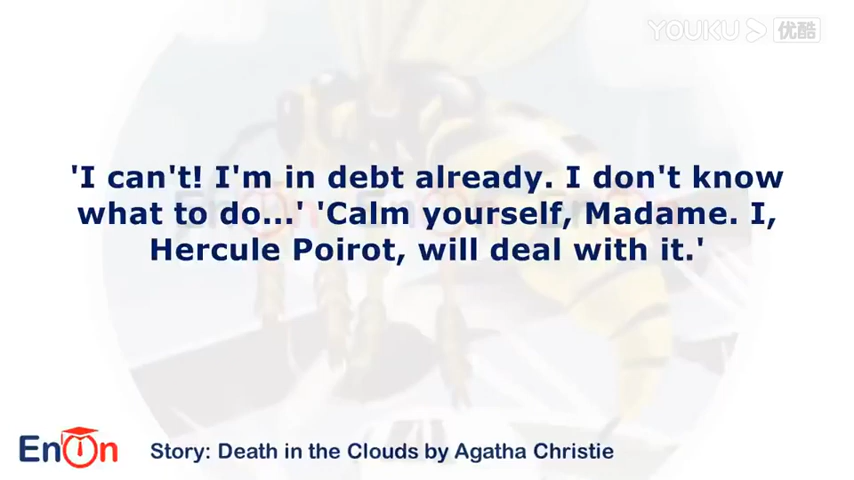 YOUKU 优酷
'I can't! I'm in debt already. I don't know
what to do...' 'Calm yourself, Madame. I,
Hercule Poirot, will deal with it.'
EnOn
Story: Death in the Clouds by Agatha Christie